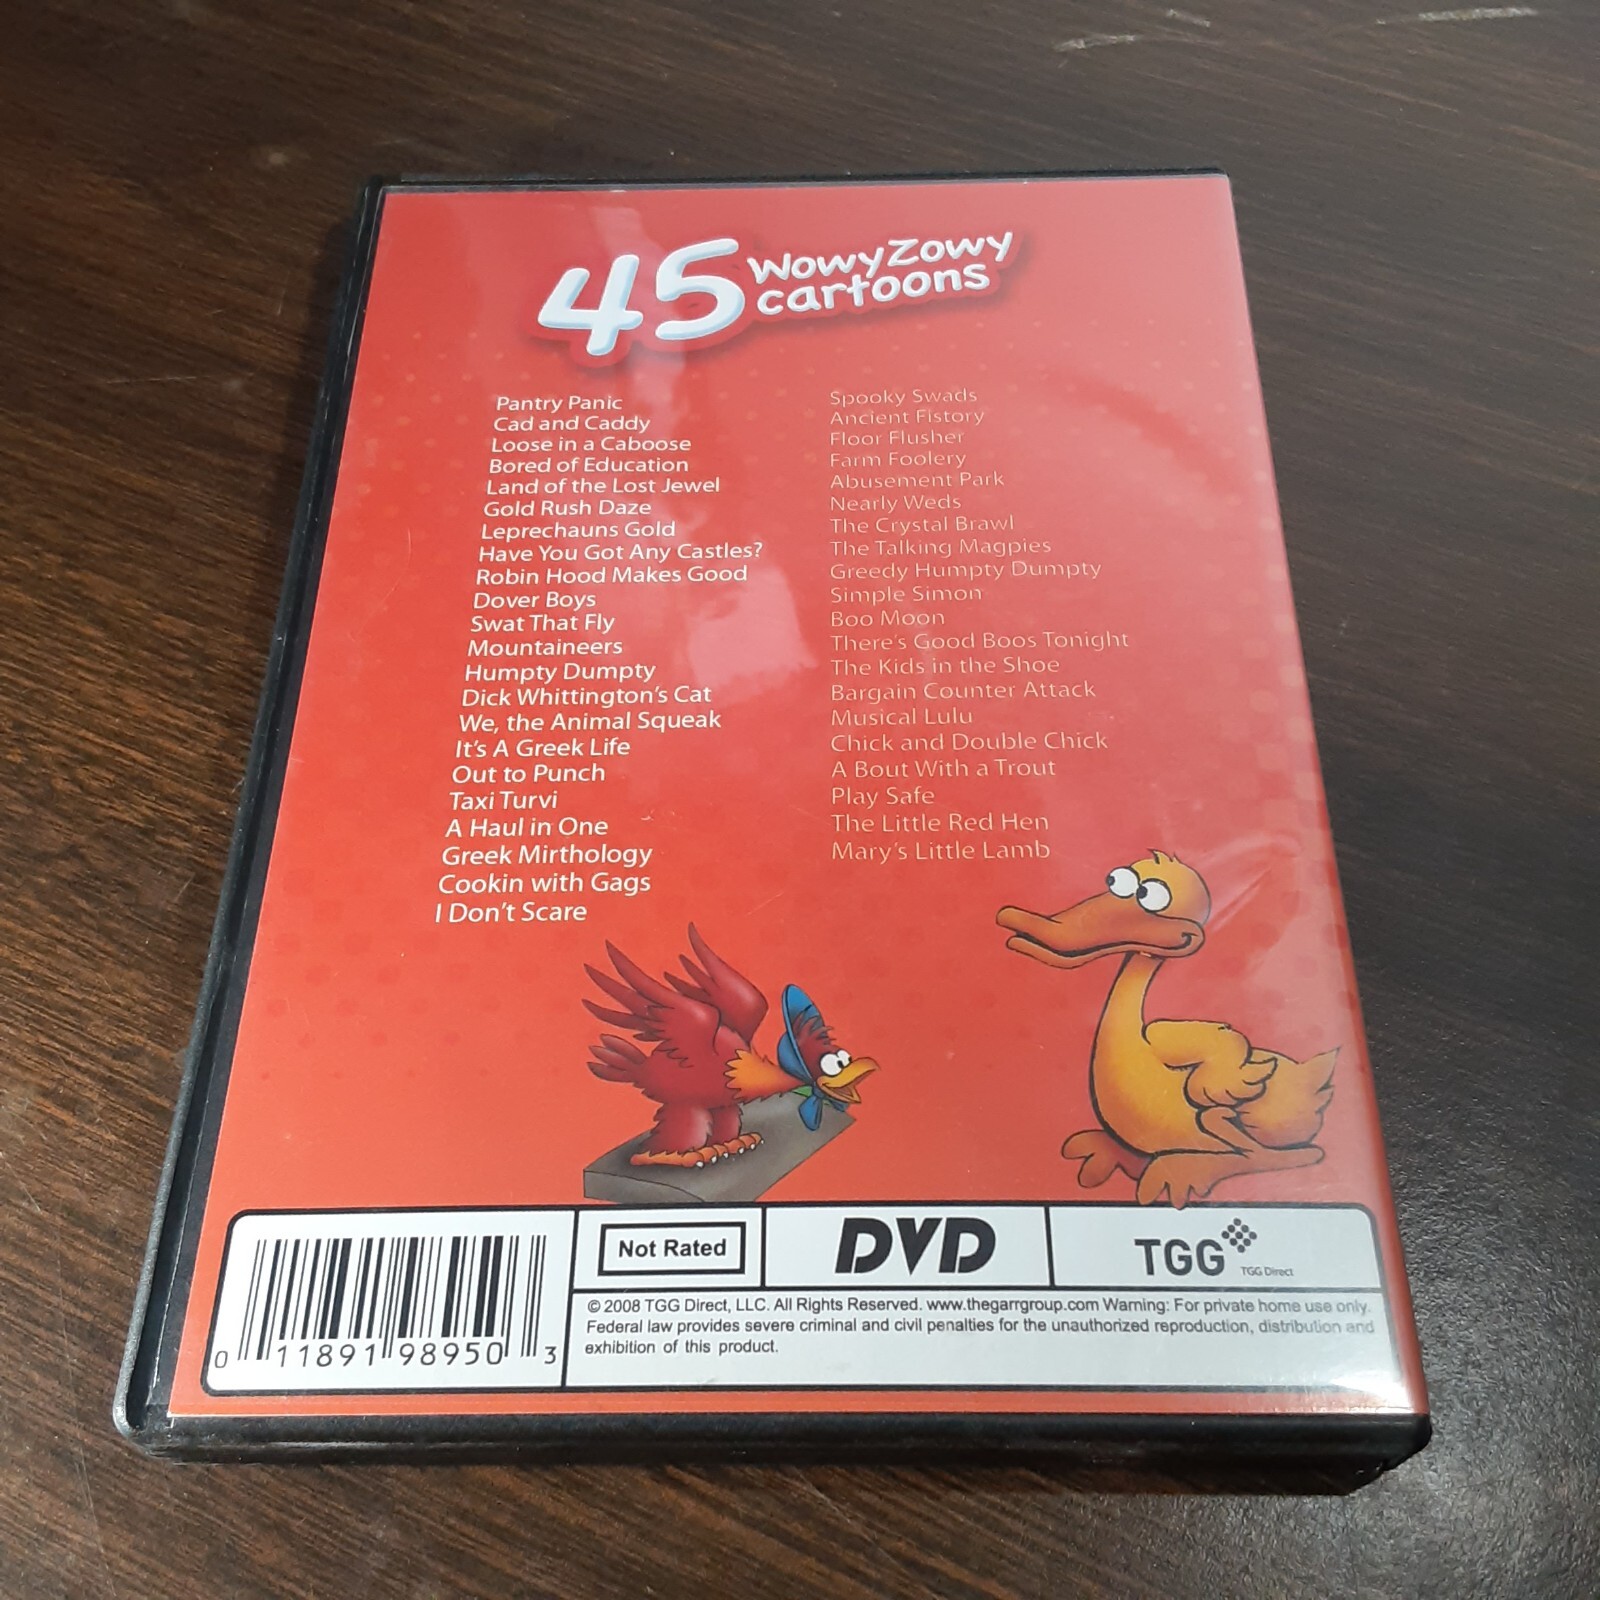 45 WowyZowy
cartoons
Pantry Panic
Cad and Caddy
Loose in a Caboose
Bored of Education
Land of the Lost Jewel
Gold Rush Daze
Leprechauns Gold
Have You Got Any Castles?
Robin Hood Makes Good
Dover Boys
Swat That Fly
Mountaineers
Humpty Dumpty
Dick Whittington's Cat
We, the Animal Squeak
It's A Greek Life
Out to Punch
Taxi Turvi
A Haul in One
Greek Mirthology
Cookin with Gags
I Don't Scare
Spooky Swads
Ancient Fistory
Floor Flusher
Farm Foolery
Abusement Park
Nearly Weds
The Crystal Brawl
The Talking Magpies
Greedy Humpty Dumpty
Simple Simon
Boo Moon
There's Good Boos Tonight
The Kids in the Shoe
Bargain Counter Attack
Musical Lulu
Chick and Double Chick
A Bout With a Trout
Play Safe
The Little Red Hen
Mary's Little Lamb
0 11891 98950 3
Not Rated
DVD
TGG
TGG Direct
© 2008 TGG Direct, LLC. All Rights Reserved. www.thegarrgroup.com Warning: For private home use only.
Federal law provides severe criminal and civil penalties for the unauthorized reproduction, distribution and
exhibition of this product.